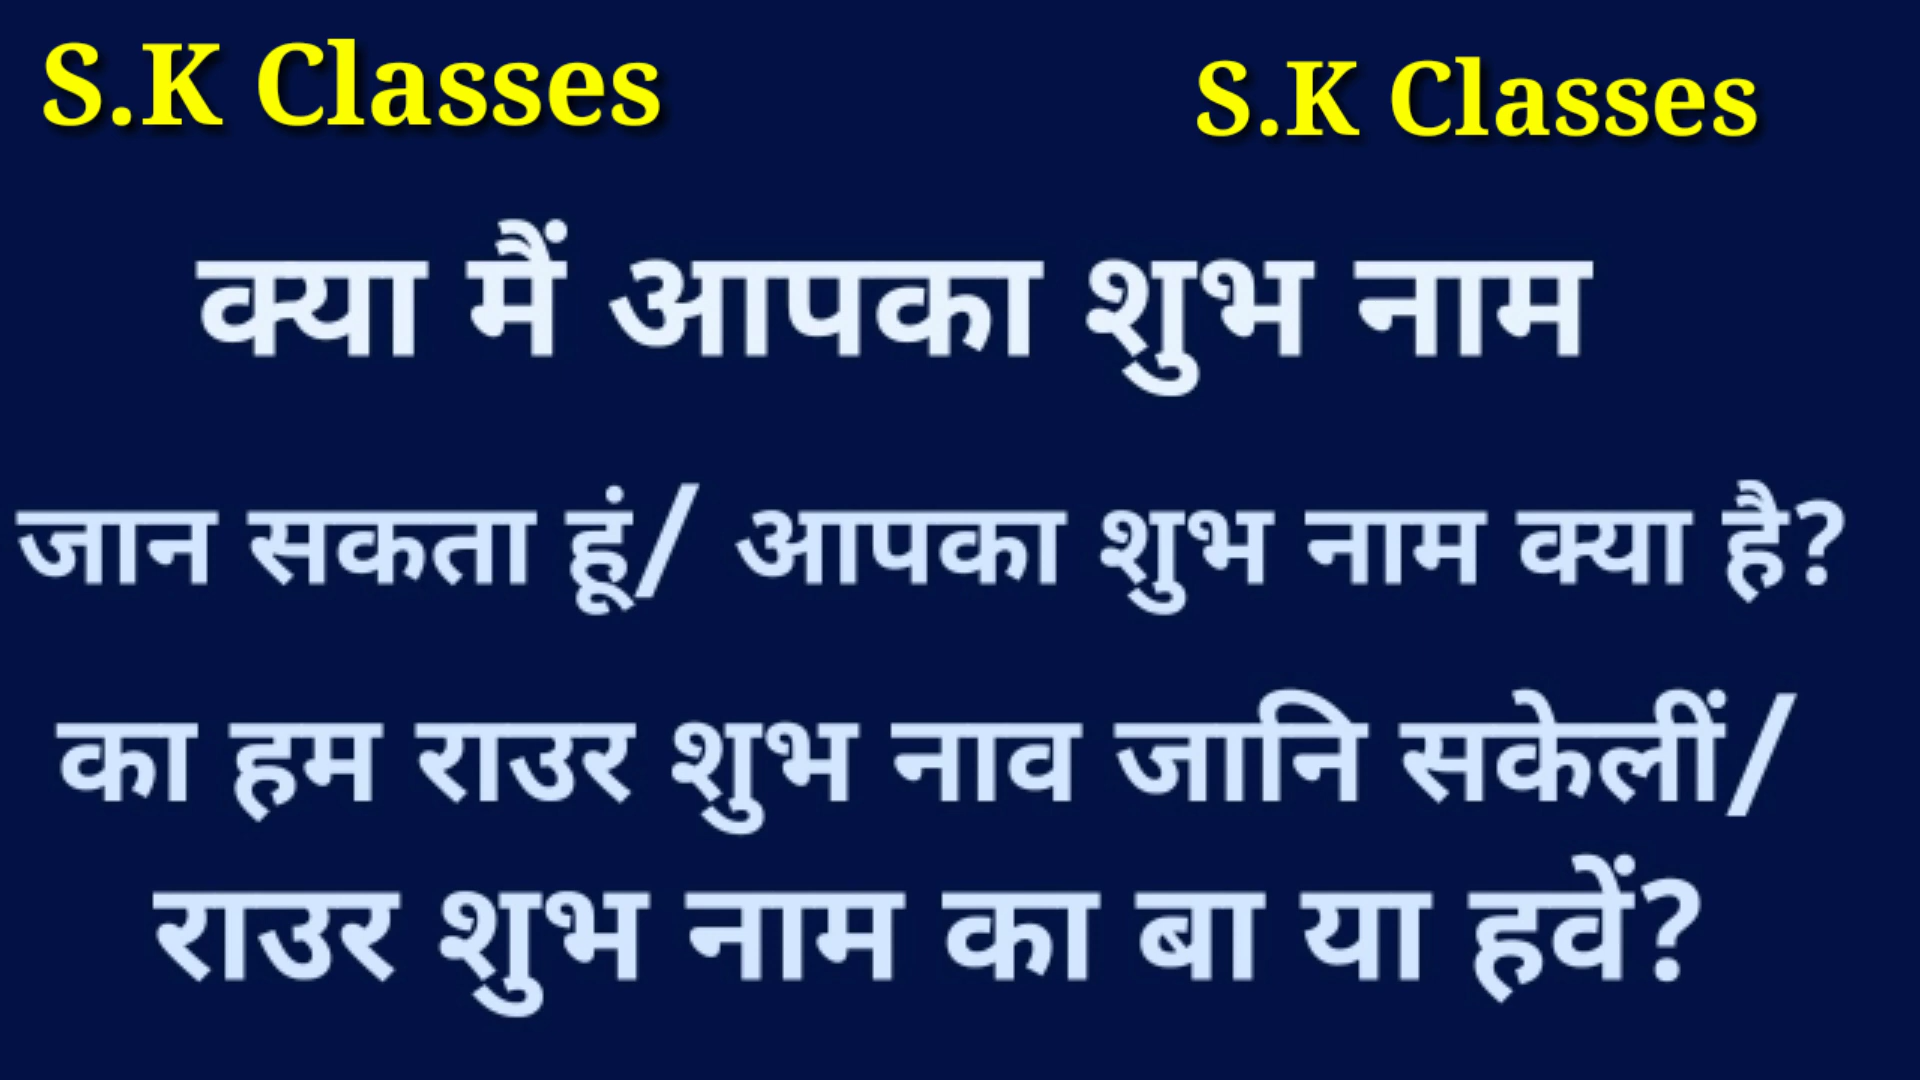 S.K Classes S.K Classes
क्या मैं आपका शुभ नाम
जान सकता हूं/ आपका शुभ नाम क्या है?
का हम राउर शुभ नाव जानि सकेलीं/
राउर शुभ नाम का बा या हवें?